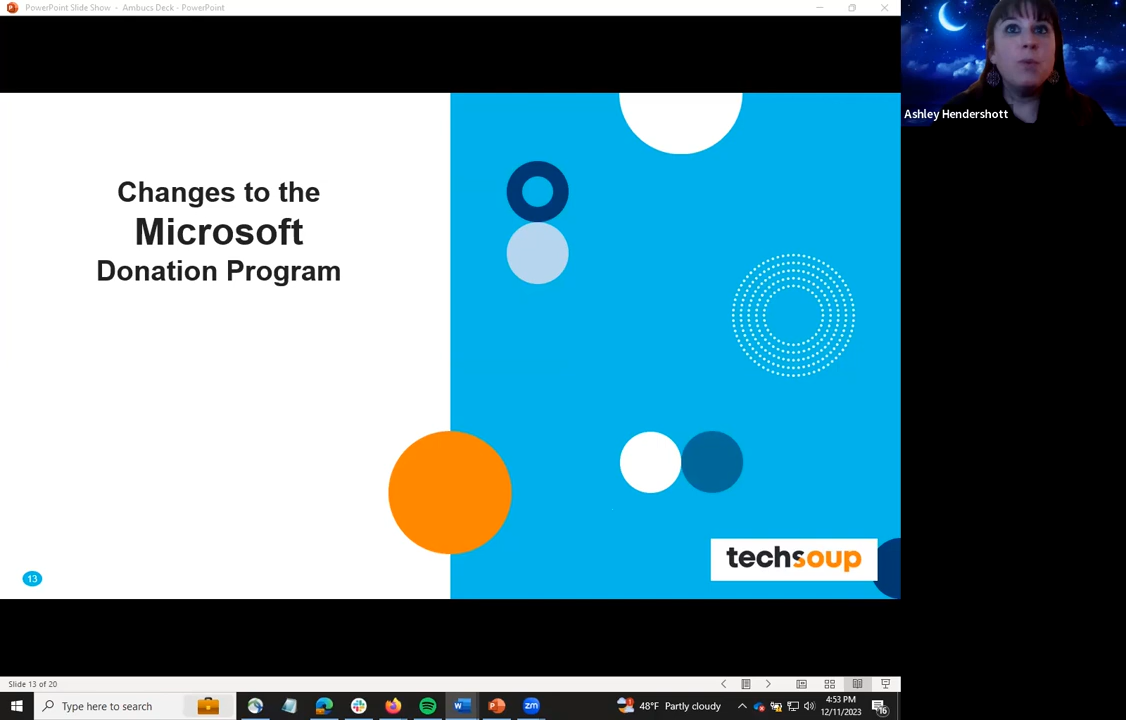 PowerPoint Slide Show - Ambucs Deck - PowerPoint
Ashley Hendershott
Changes to the
Microsoft
Donation Program
techsoup
13
Slide 13 of 20
Type here to search
48°F Partly cloudy
4:53 PM
12/11/2023
16